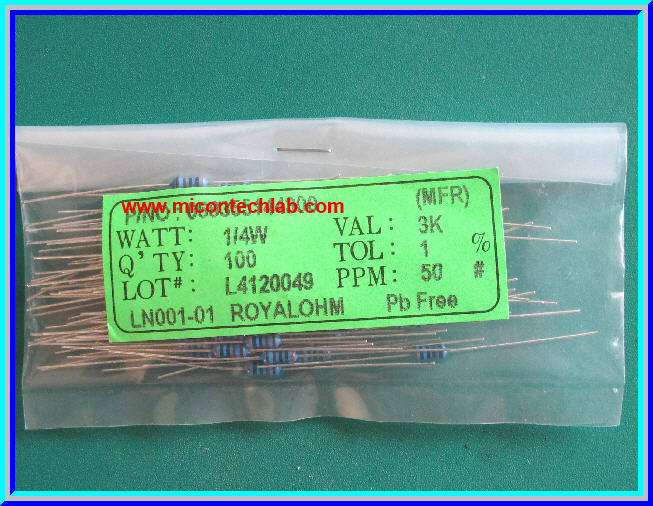 P/NO: (MFR)
www.micontechlab.com
WATT: 1/4W VAL: 3K
Q'TY: 100 TOL: 1 %
LOT#: L4120049 PPM: 50 #
LN001-01 ROYALOHM Pb Free